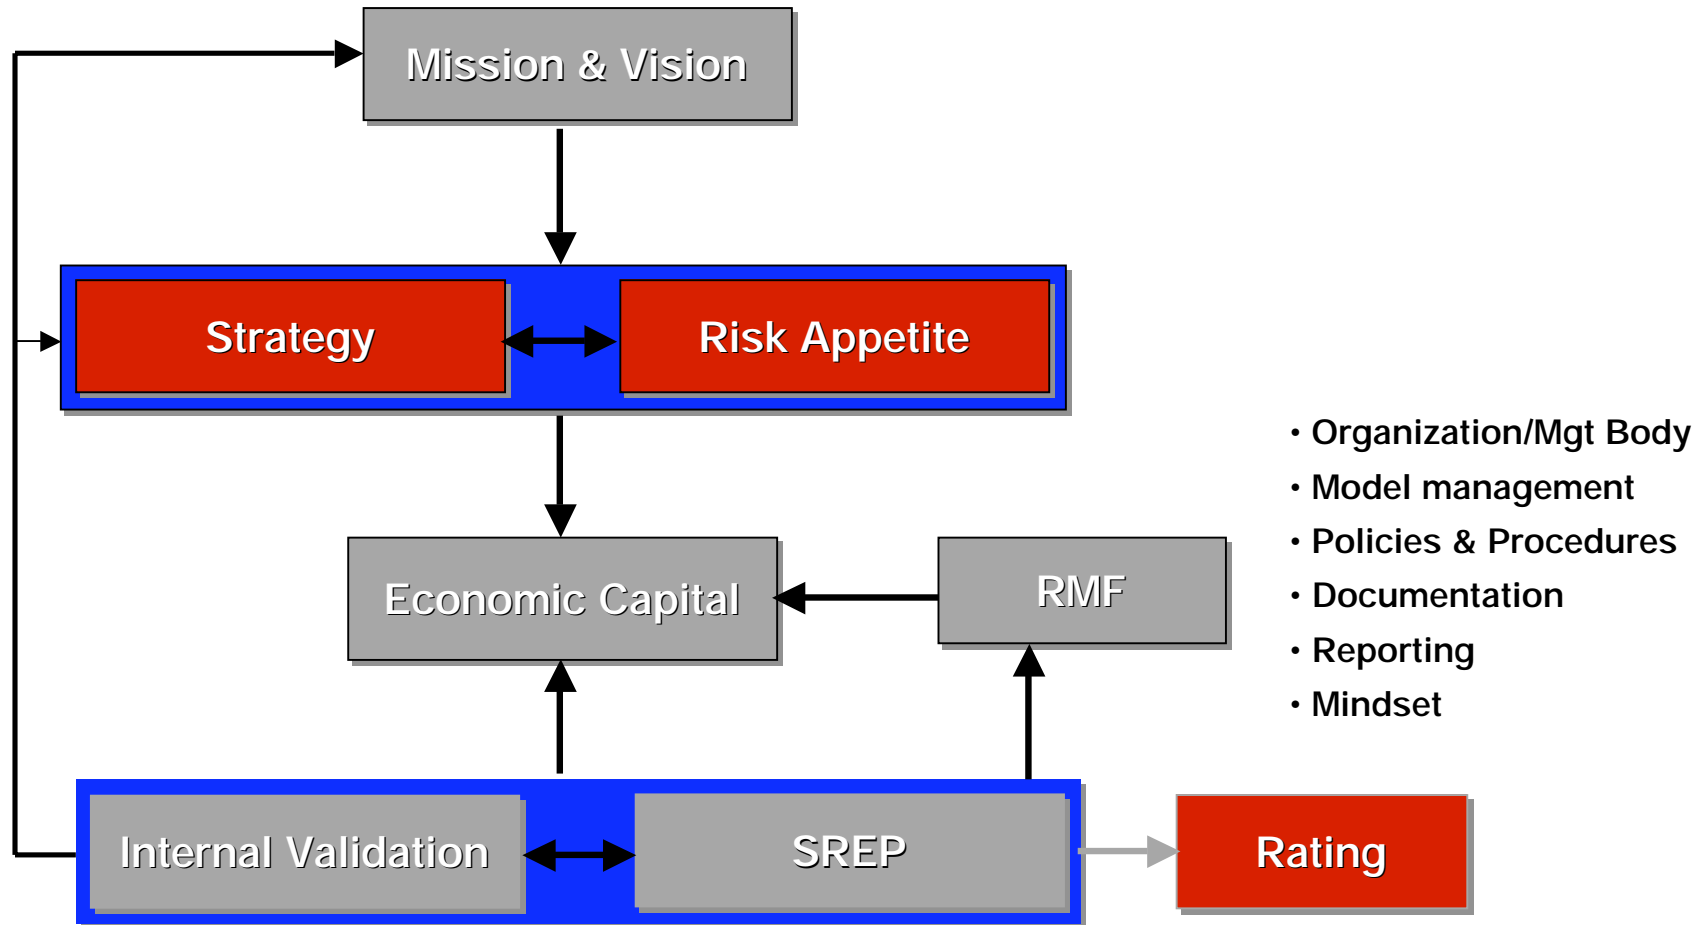 Mission & Vision
Strategy
Risk Appetite
• Organization/Mgt Body
• Model management
• Policies & Procedures
• Documentation
• Reporting
• Mindset
Economic Capital
RMF
Internal Validation
SREP
Rating